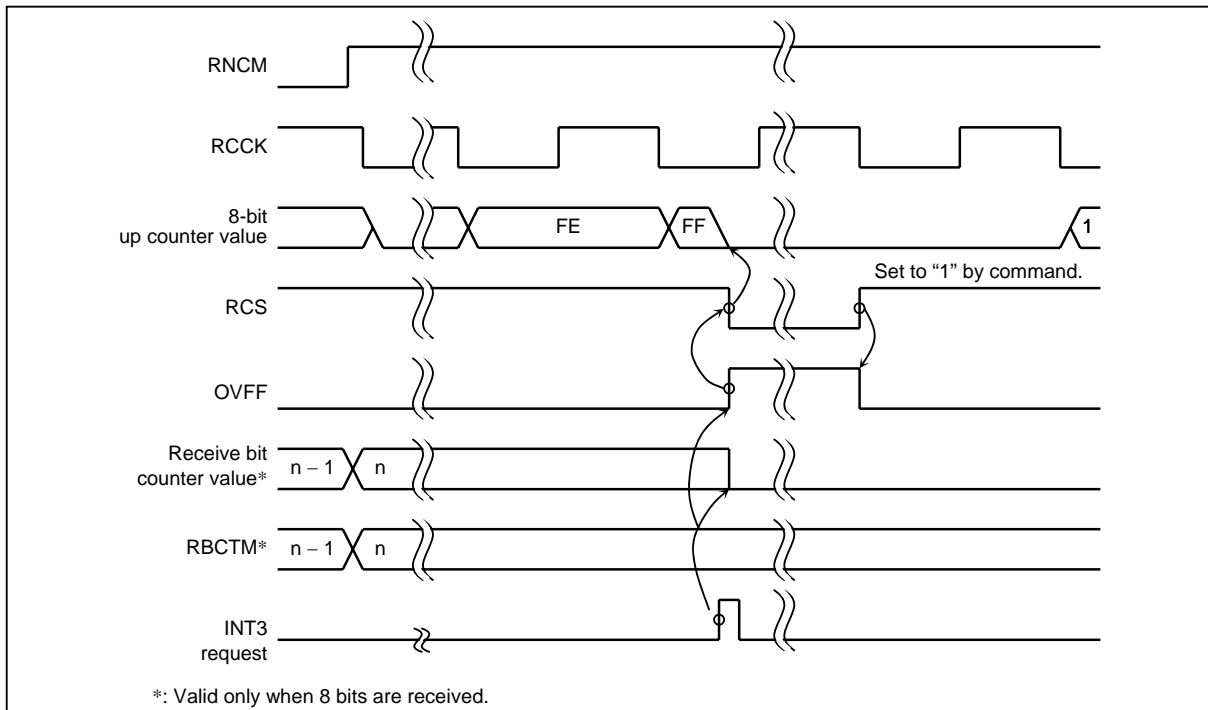 RNCM
RCCK
8-bit
up counter value
FE
FF
1
Set to “1” by command.
RCS
OVFF
Receive bit
counter value*
n – 1
n
RBCTM*
n – 1
n
INT3
request
*: Valid only when 8 bits are received.